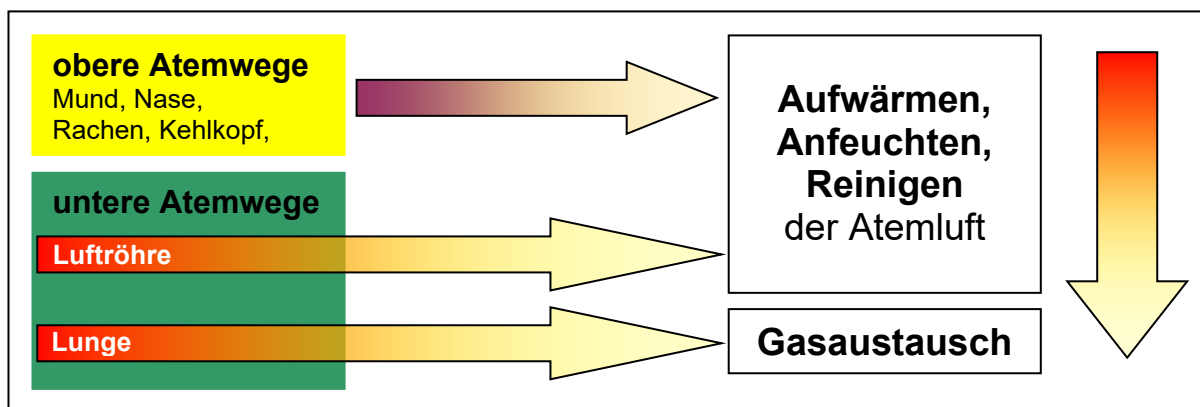 obere Atemwege
Mund, Nase,
Rachen, Kehlkopf,
untere Atemwege
Luftröhre
Lunge
Aufwärmen,
Anfeuchten,
Reinigen
der Atemluft
Gasaustausch